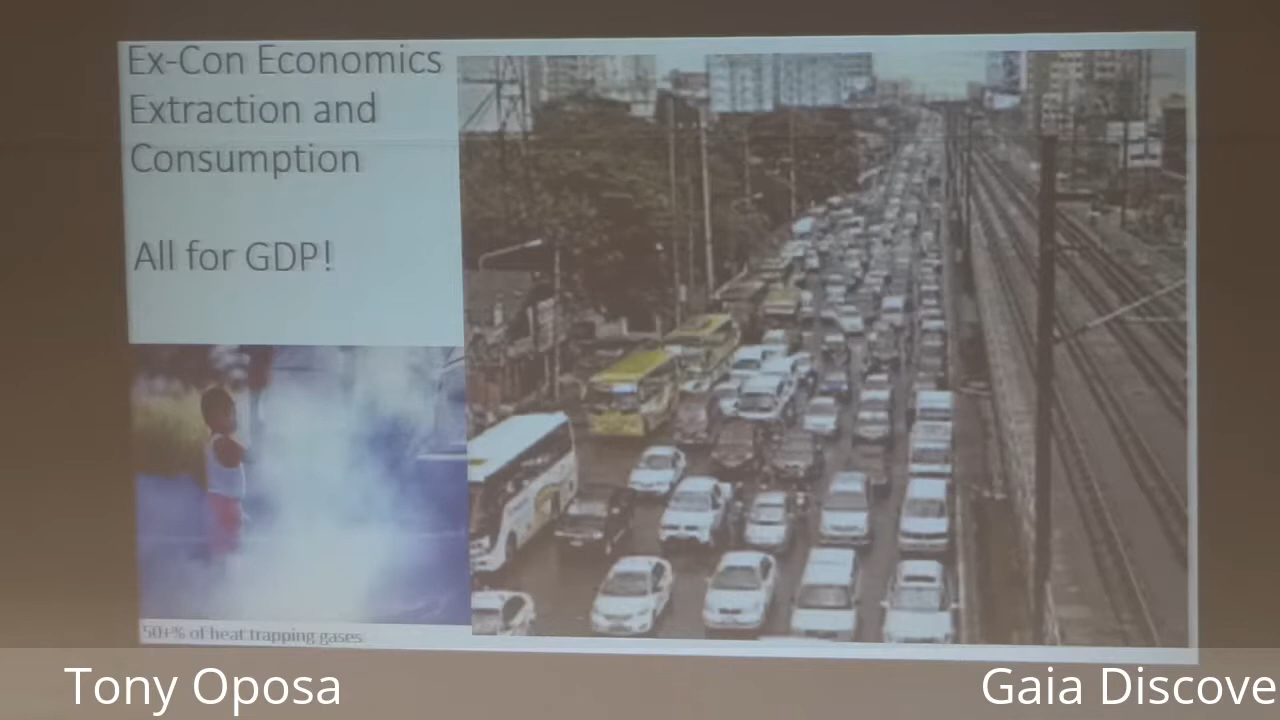 Ex-Con Economics
Extraction and
Consumption
All for GDP!
50+% of heat trapping gases
Tony Oposa
Gaia Discove